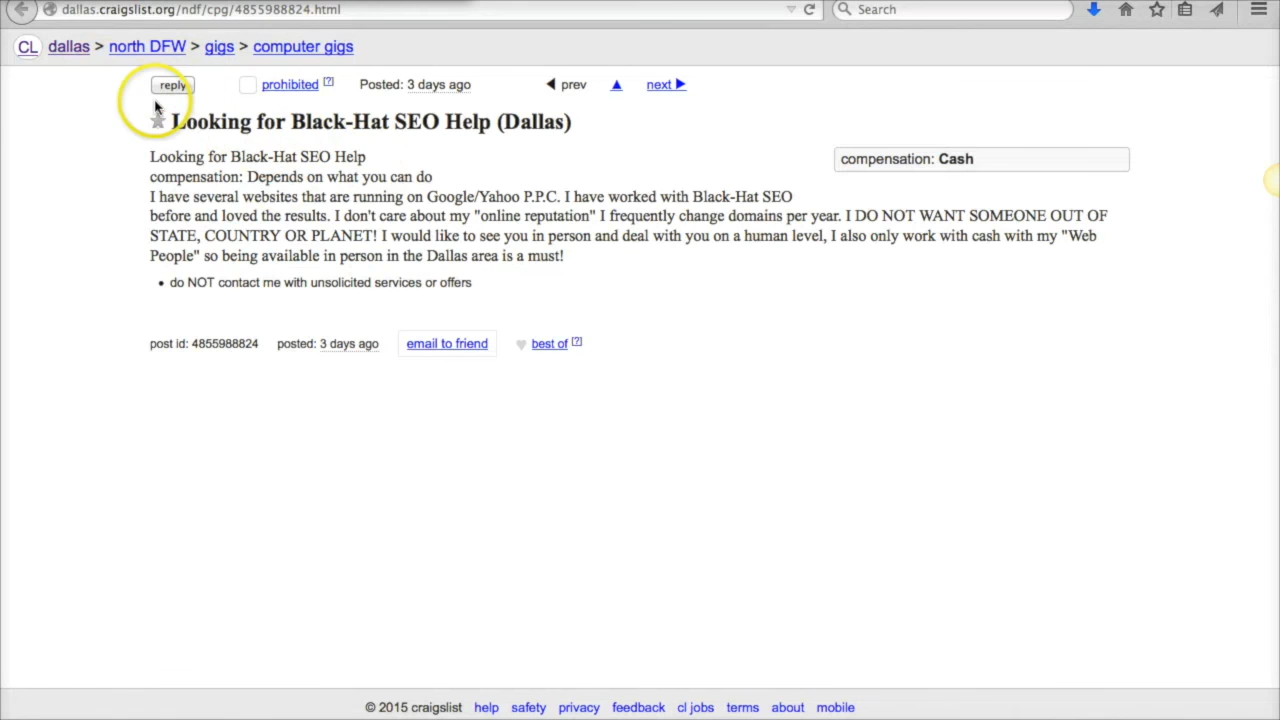 dallas.craigslist.org/ndf/cpg/4855988824.html Search
CL dallas > north DFW > gigs > computer gigs
reply prohibited [?] Posted: 3 days ago ◀ prev ▲ next ▶
Looking for Black-Hat SEO Help (Dallas)
Looking for Black-Hat SEO Help
compensation: Cash
compensation: Depends on what you can do
I have several websites that are running on Google/Yahoo P.P.C. I have worked with Black-Hat SEO
before and loved the results. I don't care about my "online reputation" I frequently change domains per year. I DO NOT WANT SOMEONE OUT OF
STATE, COUNTRY OR PLANET! I would like to see you in person and deal with you on a human level, I also only work with cash with my "Web
People" so being available in person in the Dallas area is a must!
• do NOT contact me with unsolicited services or offers
post id: 4855988824 posted: 3 days ago email to friend best of [?]
© 2015 craigslist help safety privacy feedback cl jobs terms about mobile